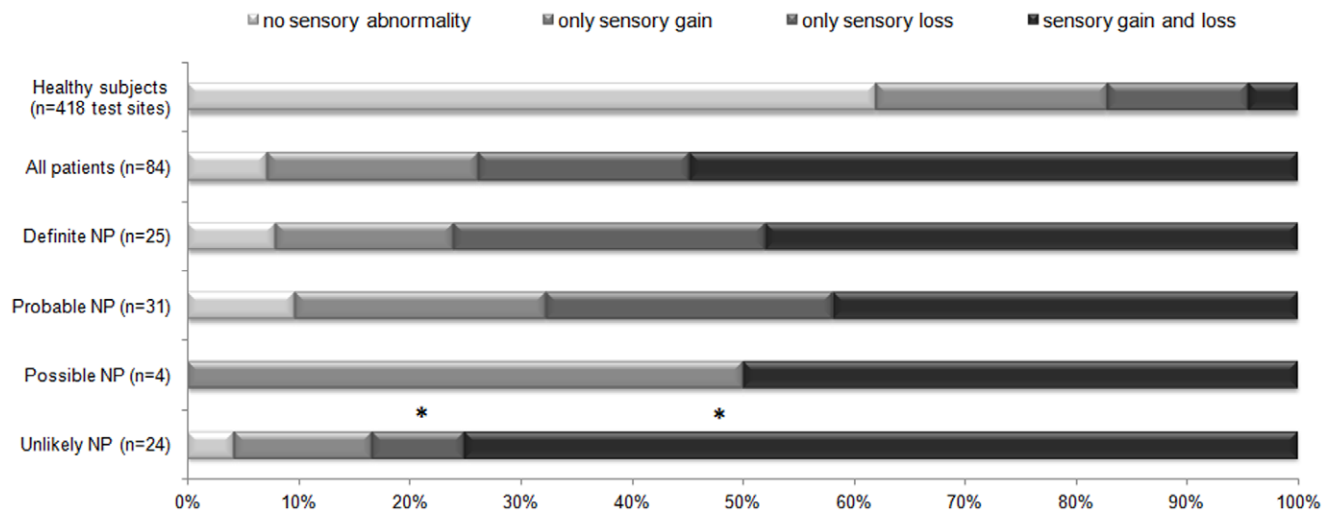 no sensory abnormality only sensory gain only sensory loss sensory gain and loss
Healthy subjects
(n=418 test sites)
All patients (n=84)
Definite NP (n=25)
Probable NP (n=31)
Possible NP (n=4)
* *
Unlikely NP (n=24)
0% 10% 20% 30% 40% 50% 60% 70% 80% 90% 100%